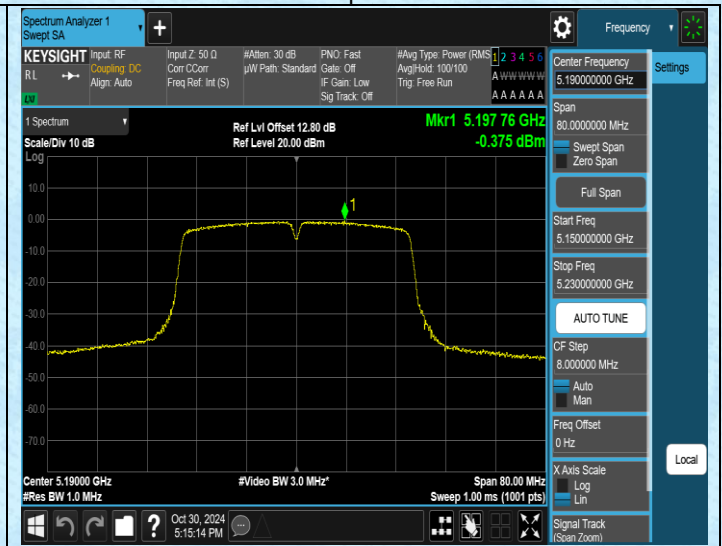 Spectrum Analyzer 1
Swept SA
+
Frequency
KEYSIGHT
RL
Input: RF
Coupling: DC
Align: Auto
Input Z: 50 Ω
Corr CCorr
Freq Ref: Int (S)
#Atten: 30 dB
µW Path: Standard
PNO: Fast
Gate: Off
IF Gain: Low
Sig Track: Off
#Avg Type: Power (RMS
Avg|Hold: 100/100
Trig: Free Run
1 2 3 4 5 6
A W W W W W
A A A A A A
1 Spectrum
Scale/Div 10 dB
Log
Ref Lvl Offset 12.80 dB
Ref Level 20.00 dBm
Mkr1 5.197 76 GHz
-0.375 dBm
10.0
0.00
-10.0
-20.0
-30.0
-40.0
-50.0
-60.0
-70.0
1
Center 5.19000 GHz
#Res BW 1.0 MHz
#Video BW 3.0 MHz*
Span 80.00 MHz
Sweep 1.00 ms (1001 pts)
Center Frequency
5.190000000 GHz
Span
80.0000000 MHz
Swept Span
Zero Span
Full Span
Start Freq
5.150000000 GHz
Stop Freq
5.230000000 GHz
AUTO TUNE
CF Step
8.000000 MHz
Auto
Man
Freq Offset
0 Hz
X Axis Scale
Log
Lin
Signal Track
(Span Zoom)
Settings
Local
?
Oct 30, 2024
5:15:14 PM